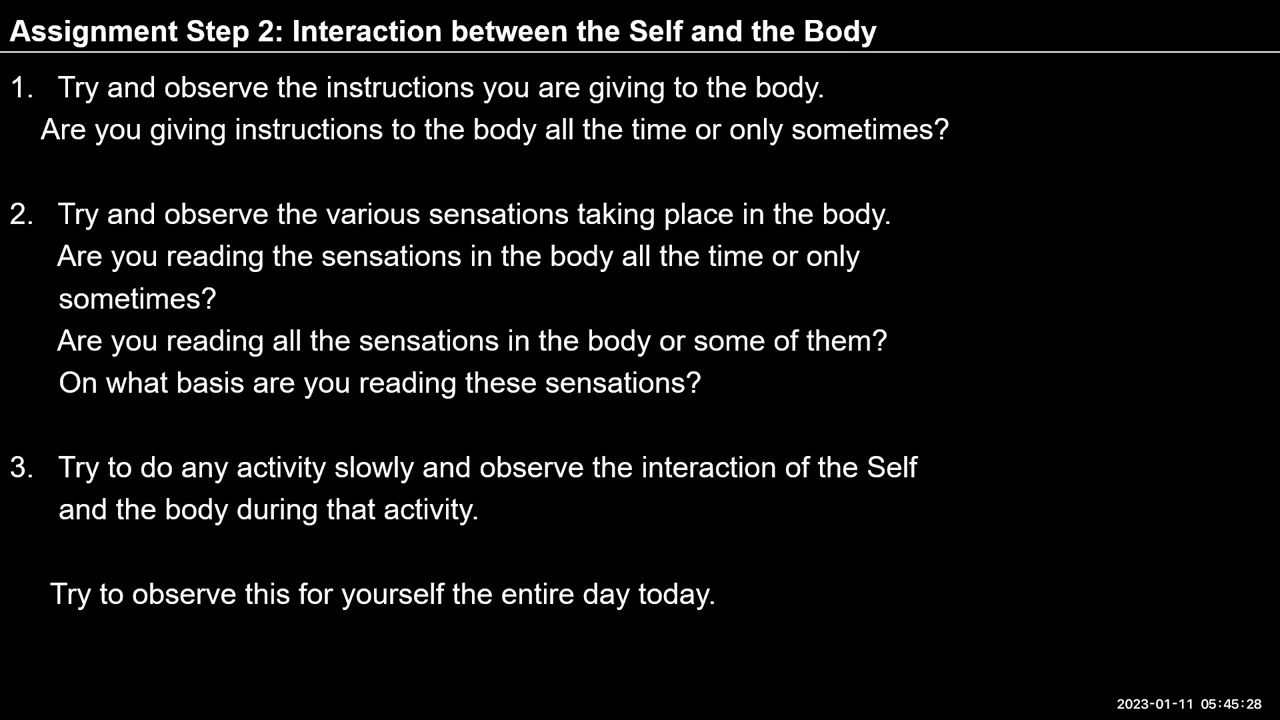 Assignment Step 2: Interaction between the Self and the Body
1. Try and observe the instructions you are giving to the body.
Are you giving instructions to the body all the time or only sometimes?
2. Try and observe the various sensations taking place in the body.
Are you reading the sensations in the body all the time or only
sometimes?
Are you reading all the sensations in the body or some of them?
On what basis are you reading these sensations?
3. Try to do any activity slowly and observe the interaction of the Self
and the body during that activity.
Try to observe this for yourself the entire day today.
2023-01-11 05:45:28